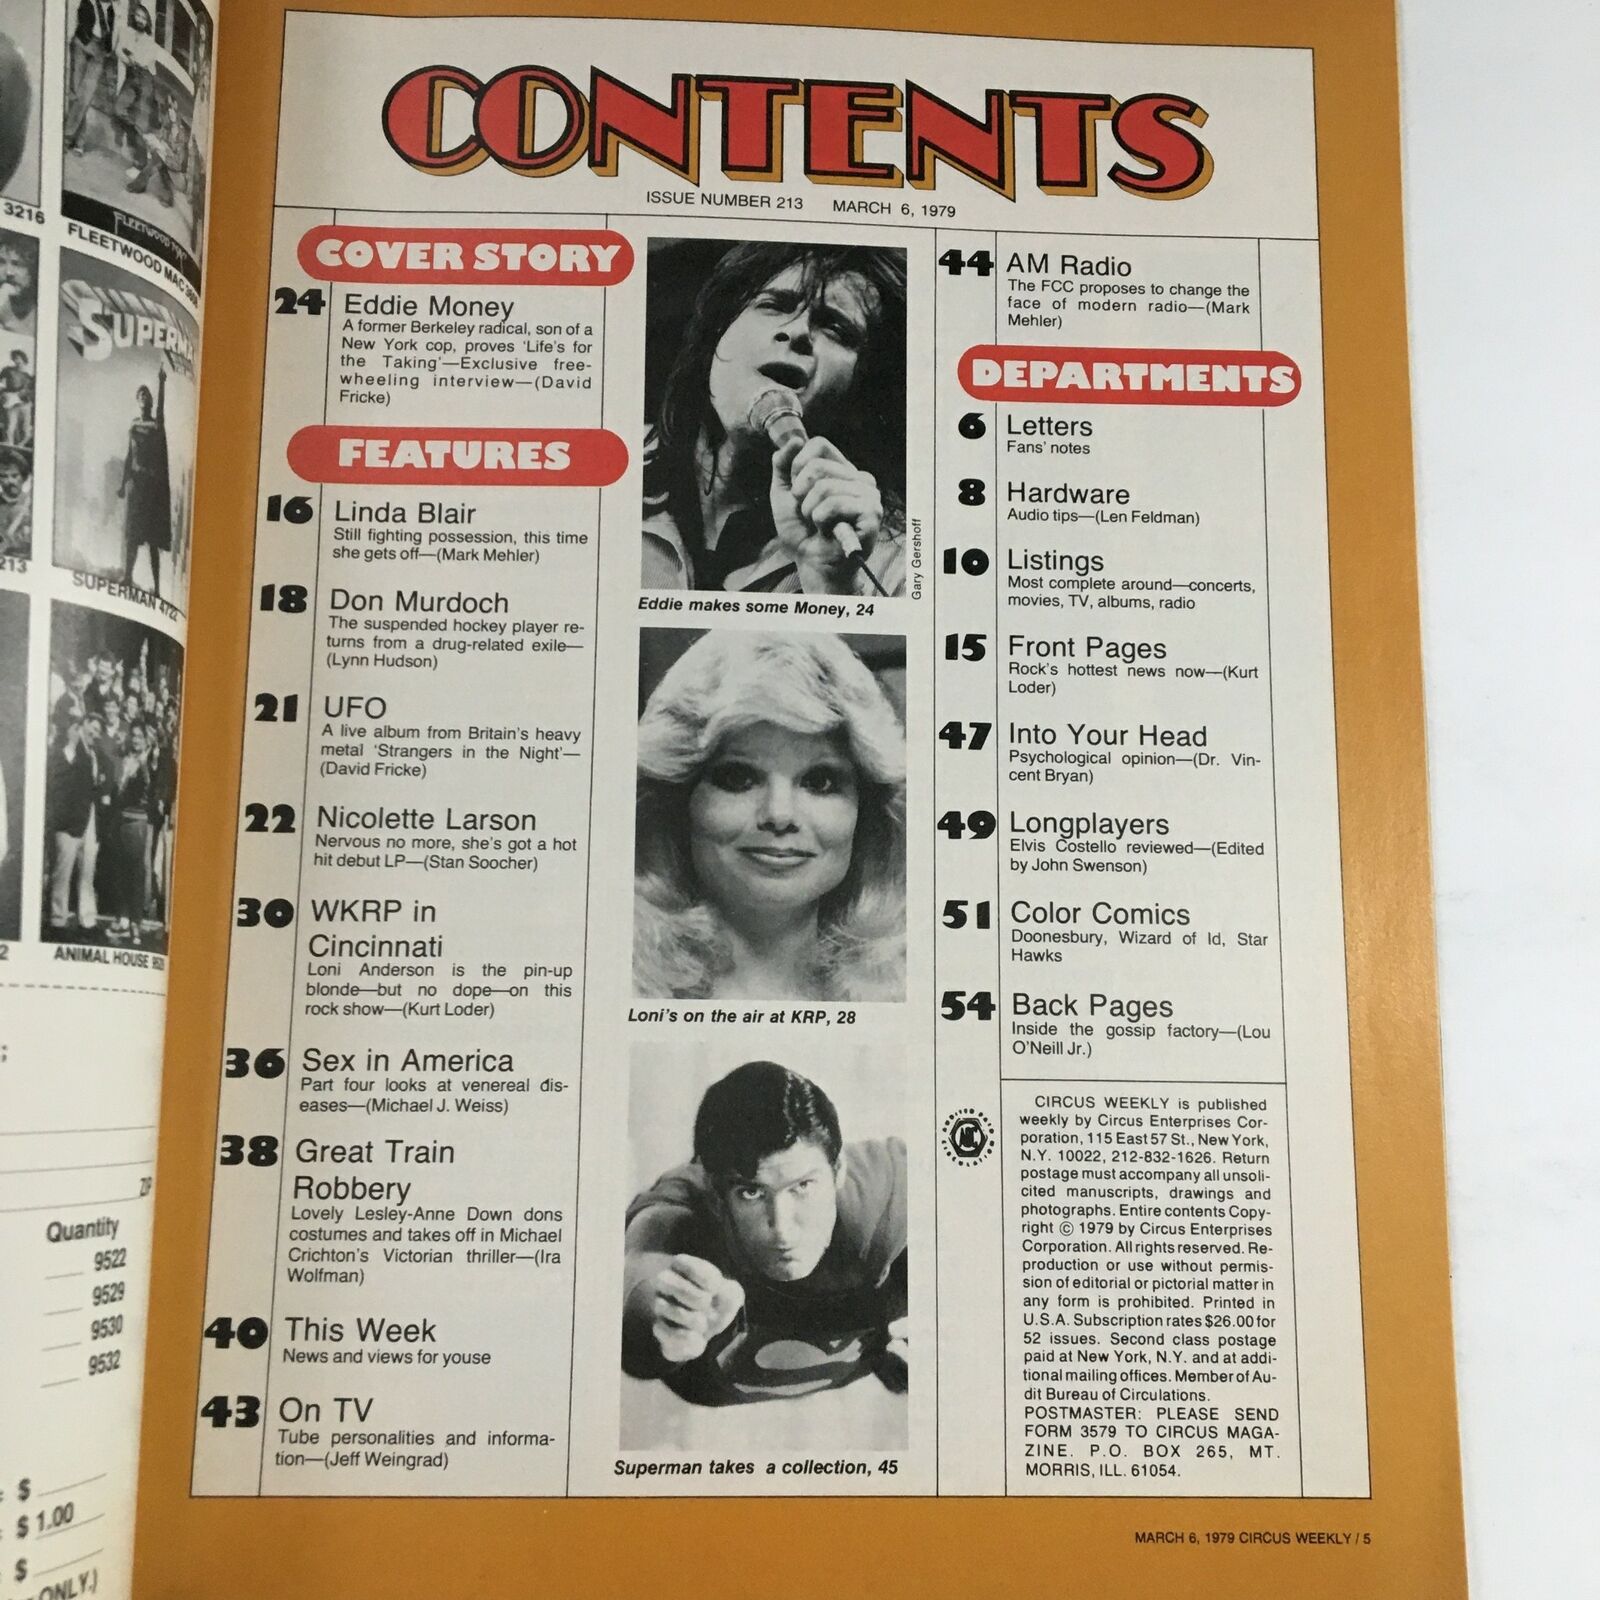 3216
FLEETWOOD MAC
SUPERMAN
SUPERMAN 4722
213
ANIMAL HOUSE
ZIP
Quantity
9522
9529
9530
9532
$
$ 1.00
$
ONLY.)
CONTENTS
ISSUE NUMBER 213 MARCH 6, 1979
COVER STORY
24 Eddie Money
A former Berkeley radical, son of a
New York cop, proves 'Life's for
the Taking'—Exclusive free-
wheeling interview—(David
Fricke)
FEATURES
16 Linda Blair
Still fighting possession, this time
she gets off—(Mark Mehler)
18 Don Murdoch
The suspended hockey player re-
turns from a drug-related exile—
(Lynn Hudson)
21 UFO
A live album from Britain's heavy
metal 'Strangers in the Night'—
(David Fricke)
22 Nicolette Larson
Nervous no more, she's got a hot
hit debut LP—(Stan Soocher)
30 WKRP in
Cincinnati
Loni Anderson is the pin-up
blonde—but no dope—on this
rock show—(Kurt Loder)
36 Sex in America
Part four looks at venereal dis-
eases—(Michael J. Weiss)
38 Great Train
Robbery
Lovely Lesley-Anne Down dons
costumes and takes off in Michael
Crichton's Victorian thriller—(Ira
Wolfman)
40 This Week
News and views for youse
43 On TV
Tube personalities and informa-
tion—(Jeff Weingrad)
Gary Gershoff
Eddie makes some Money, 24
Loni's on the air at KRP, 28
Superman takes a collection, 45
44 AM Radio
The FCC proposes to change the
face of modern radio—(Mark
Mehler)
DEPARTMENTS
6 Letters
Fans' notes
8 Hardware
Audio tips—(Len Feldman)
10 Listings
Most complete around—concerts,
movies, TV, albums, radio
15 Front Pages
Rock's hottest news now—(Kurt
Loder)
47 Into Your Head
Psychological opinion—(Dr. Vin-
cent Bryan)
49 Longplayers
Elvis Costello reviewed—(Edited
by John Swenson)
51 Color Comics
Doonesbury, Wizard of Id, Star
Hawks
54 Back Pages
Inside the gossip factory—(Lou
O'Neill Jr.)
CIRCUS WEEKLY is published
weekly by Circus Enterprises Cor-
poration, 115 East 57 St., New York,
N.Y. 10022, 212-832-1626. Return
postage must accompany all unsoli-
cited manuscripts, drawings and
photographs. Entire contents Copy-
right © 1979 by Circus Enterprises
Corporation. All rights reserved. Re-
production or use without permis-
sion of editorial or pictorial matter in
any form is prohibited. Printed in
U.S.A. Subscription rates $26.00 for
52 issues. Second class postage
paid at New York, N.Y. and at addi-
tional mailing offices. Member of Au-
dit Bureau of Circulations.
POSTMASTER: PLEASE SEND
FORM 3579 TO CIRCUS MAGA-
ZINE. P.O. BOX 265, MT.
MORRIS, ILL. 61054.
AUDITED PAID
ABC
CIRCULATION
MARCH 6, 1979 CIRCUS WEEKLY / 5